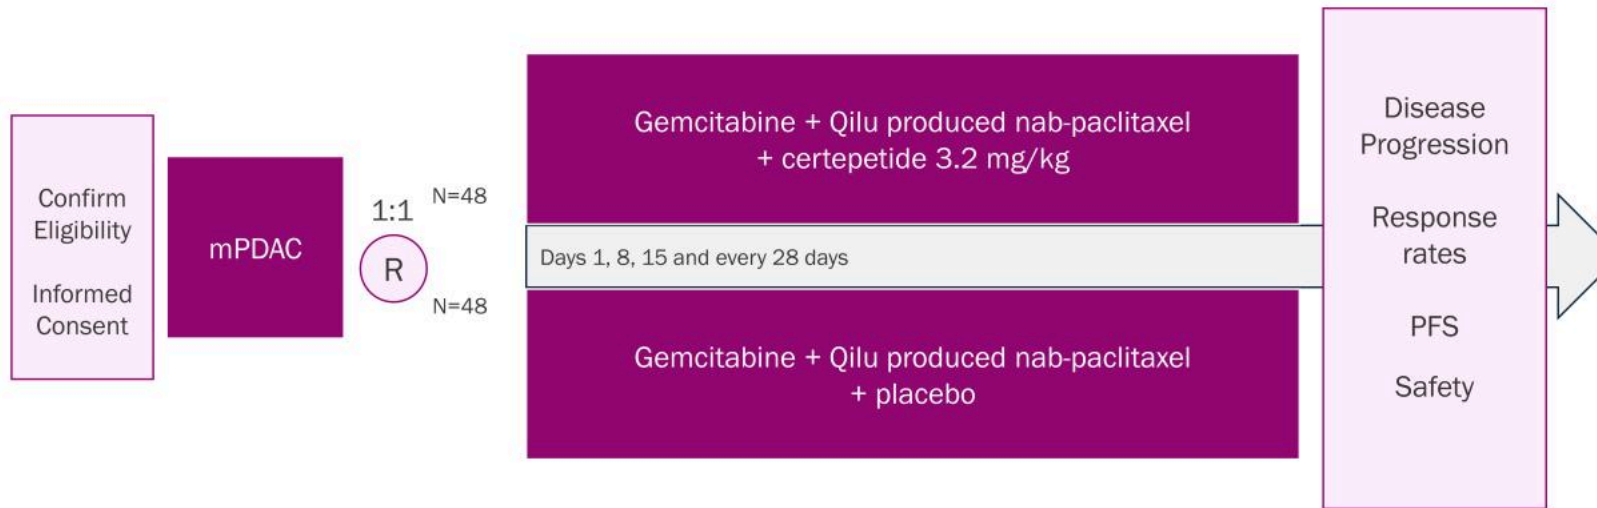 Confirm
Eligibility
Informed
Consent
mPDAC
1:1
R
N=48
N=48
Gemcitabine + Qilu produced nab-paclitaxel
+ certepetide 3.2 mg/kg
Days 1, 8, 15 and every 28 days
Gemcitabine + Qilu produced nab-paclitaxel
+ placebo
Disease
Progression
Response
rates
PFS
Safety